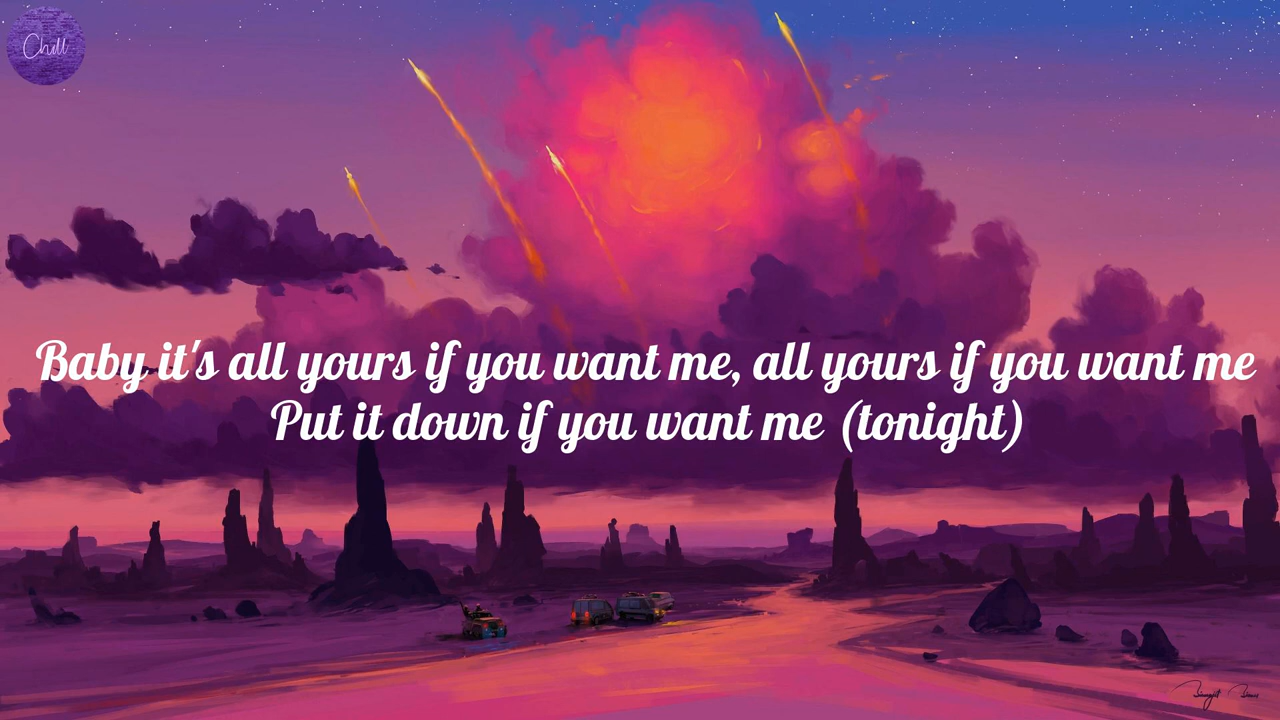 Chill
Baby it's all yours if you want me, all yours if you want me
Put it down if you want me (tonight)